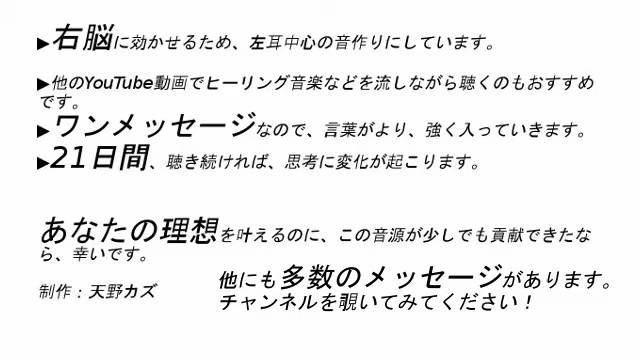 ▶右脳に効かせるため、左耳中心の音作りにしています。
▶他のYouTube動画でヒーリング音楽などを流しながら聴くのもおすすめ
です。
▶ワンメッセージなので、言葉がより、強く入っていきます。
▶21日間、聴き続ければ、思考に変化が起こります。
あなたの理想を叶えるのに、この音源が少しでも貢献できたな
ら、幸いです。
他にも多数のメッセージがあります。
制作：天野カズ
チャンネルを覗いてみてください！